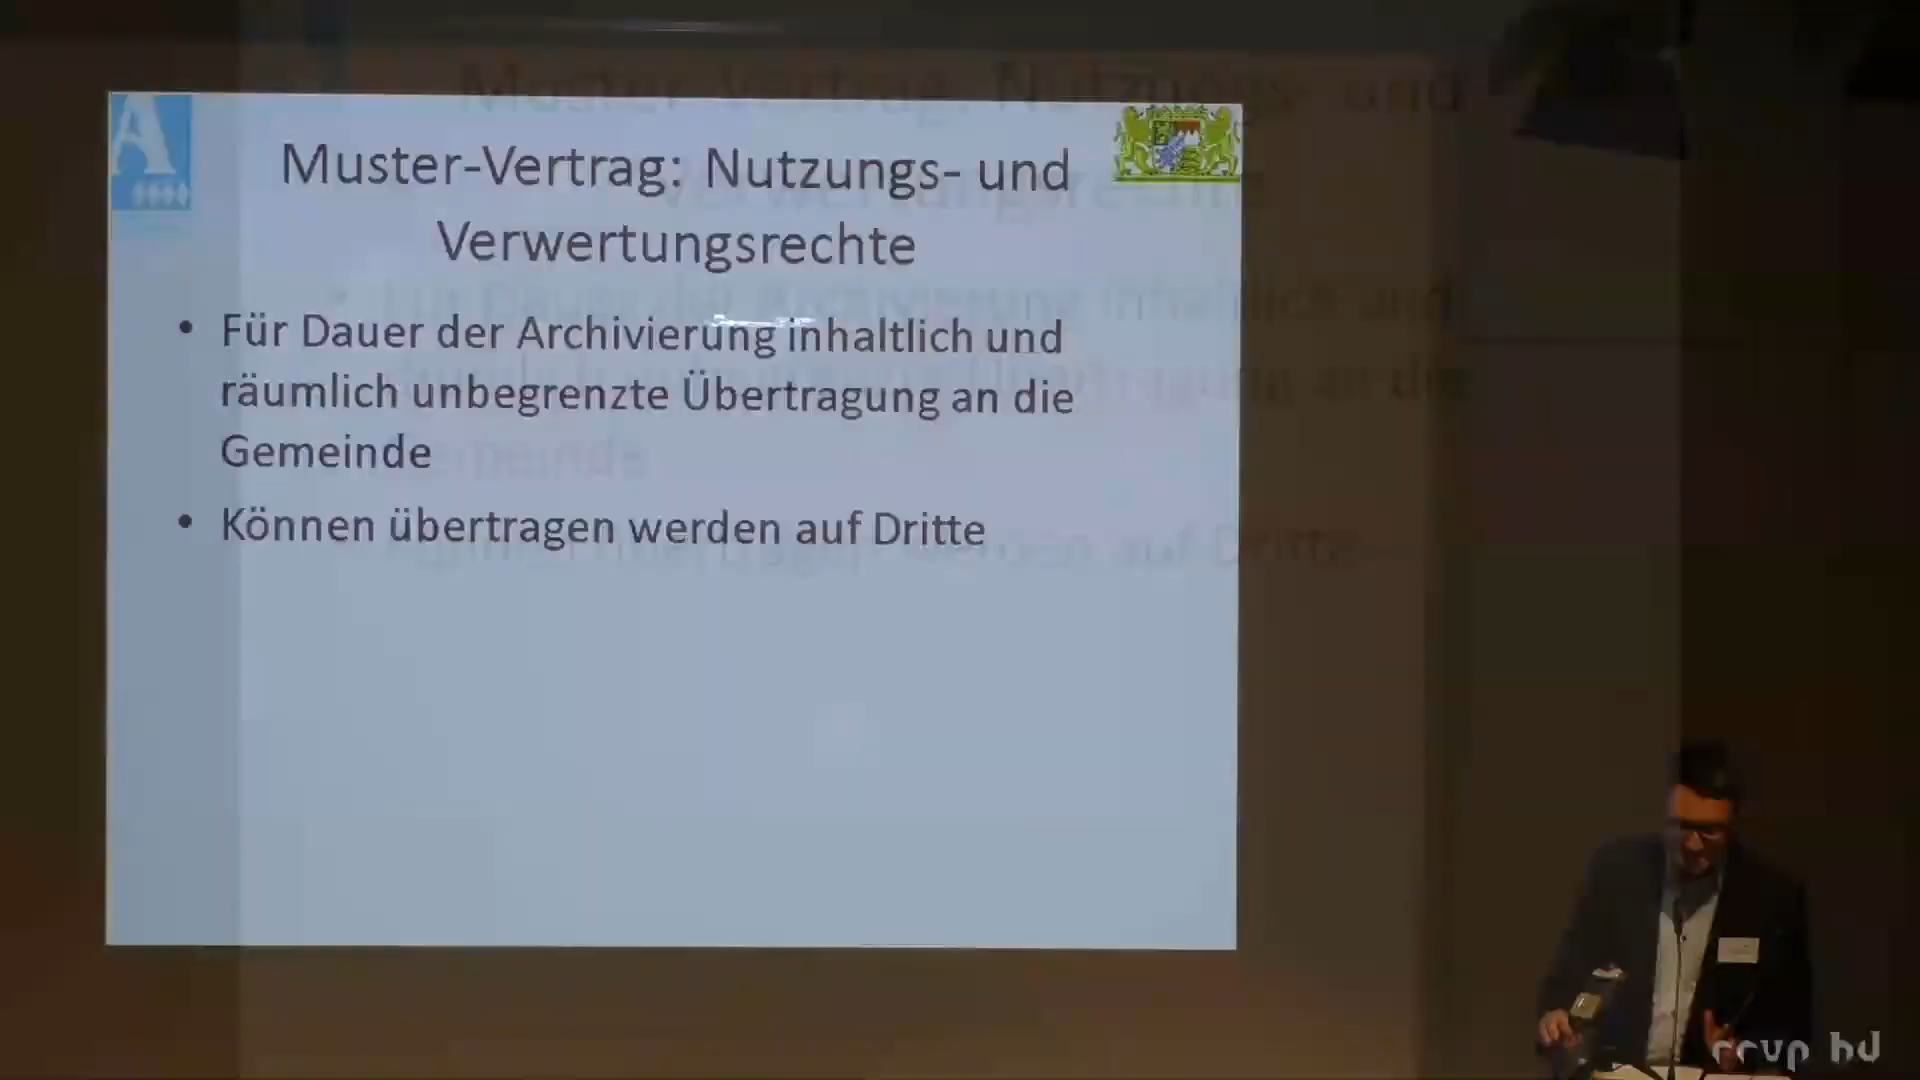 A
Muster-Vertrag: Nutzungs- und
Verwertungsrechte
• Für Dauer der Archivierung inhaltlich und
räumlich unbegrenzte Übertragung an die
Gemeinde
• Können übertragen werden auf Dritte